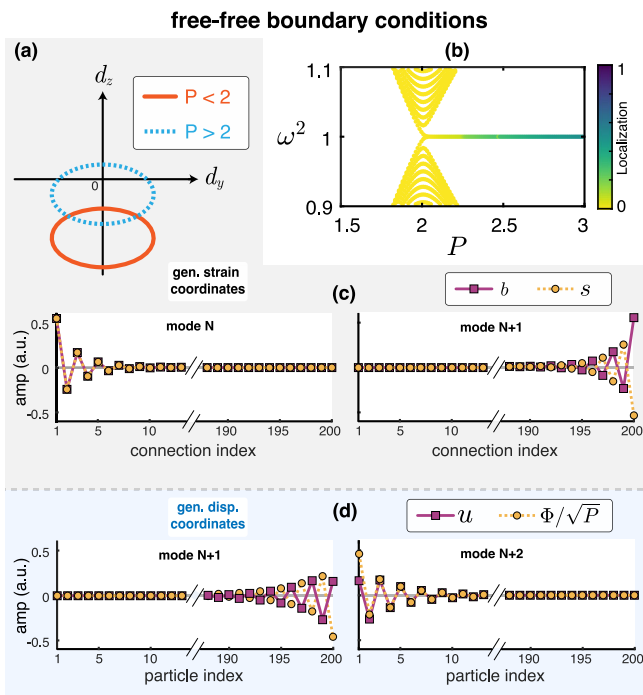 free-free boundary conditions
(a)
d_z
P < 2
P > 2
0
d_y
(b)
1.1
1
0.9
ω²
1.5
2
2.5
3
P
1
0
Localization
gen. strain
coordinates
(c)
b
s
amp (a.u.)
0.5
0
-0.5
mode N
mode N+1
1
5
10
190
195
200
1
5
10
190
195
200
connection index
connection index
gen. disp.
coordinates
(d)
u
Φ/√P
amp (a.u.)
0.5
0
-0.5
mode N+1
mode N+2
1
5
10
190
195
200
1
5
10
190
195
200
particle index
particle index